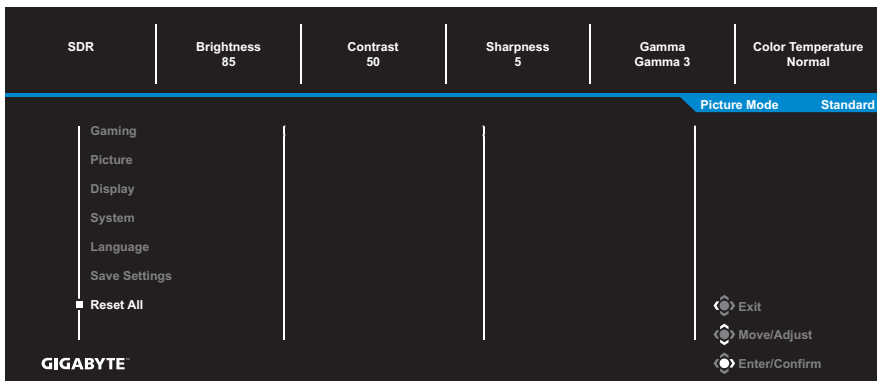 SDR
Brightness
85
Contrast
50
Sharpness
5
Gamma
Gamma 3
Color Temperature
Normal
Picture Mode Standard
Gaming
Picture
Display
System
Language
Save Settings
Reset All
Exit
Move/Adjust
Enter/Confirm
GIGABYTE™